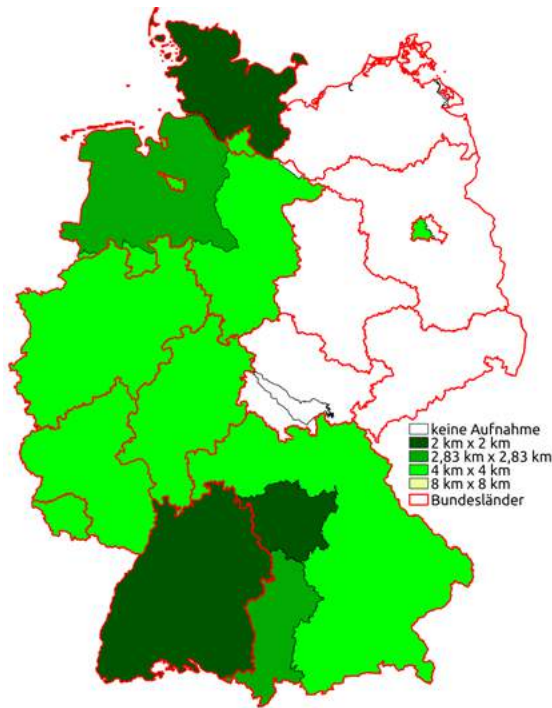 keine Aufnahme
2 km x 2 km
2,83 km x 2,83 km
4 km x 4 km
8 km x 8 km
Bundesländer